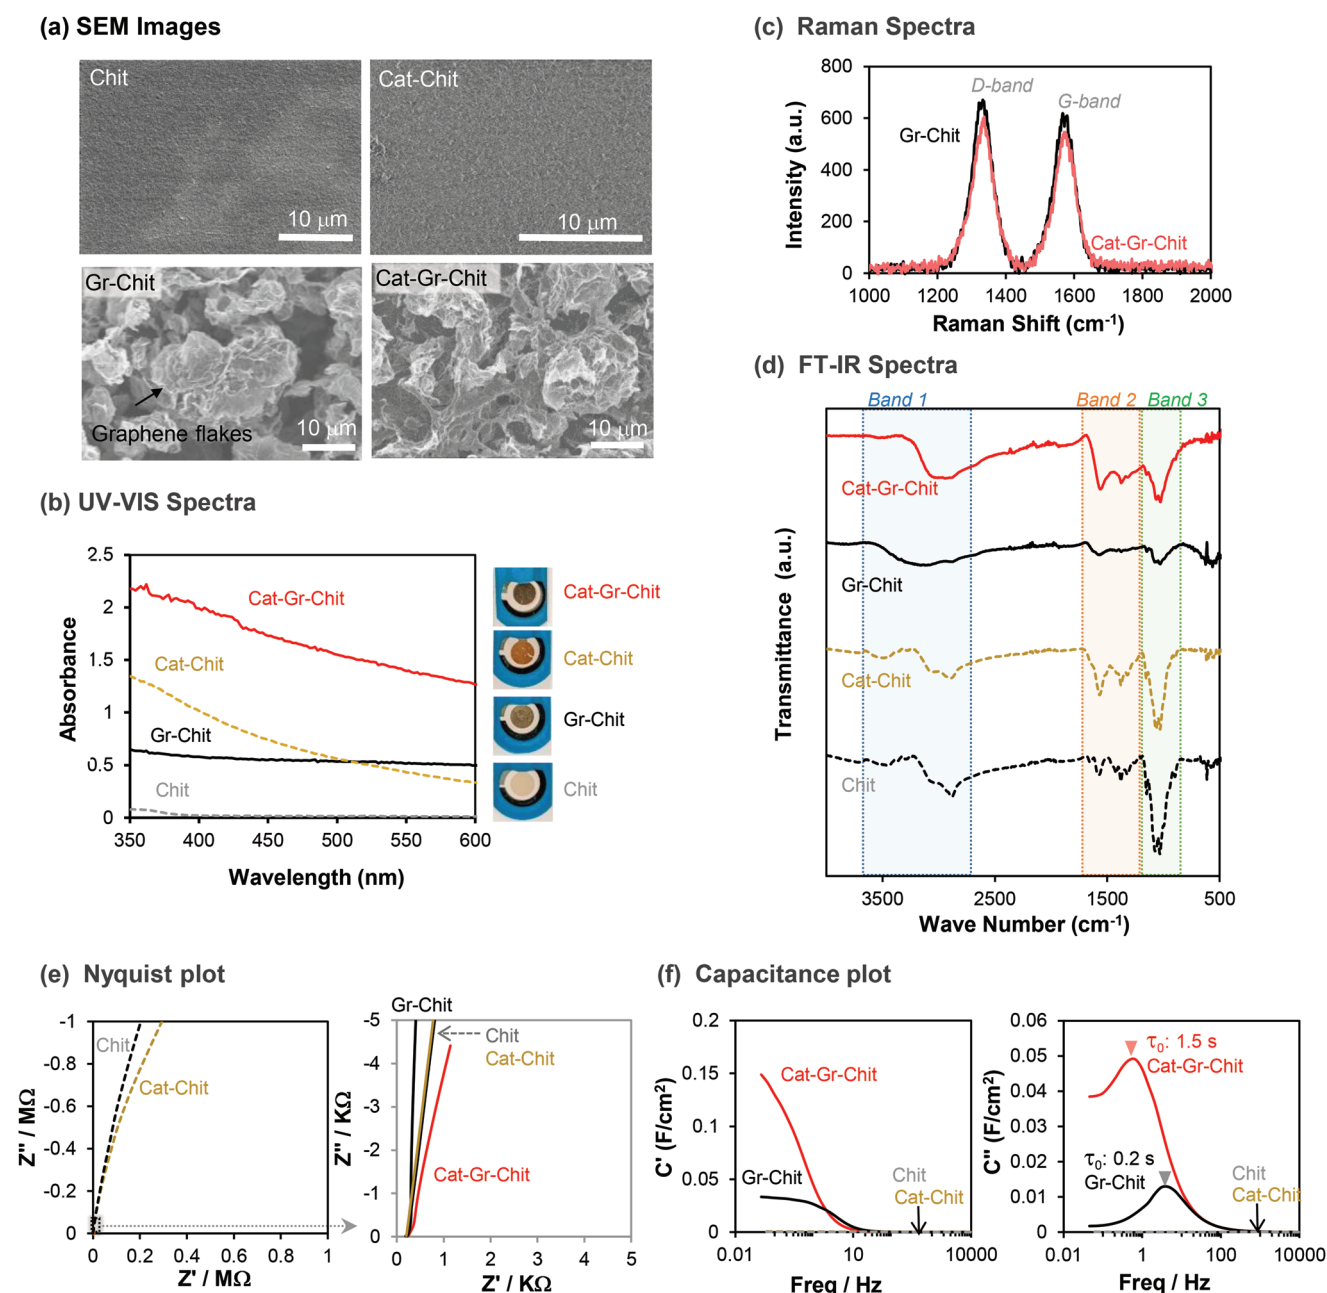 (a) SEM Images
Chit
10 μm
Cat-Chit
10 μm
Gr-Chit
Graphene flakes
10 μm
Cat-Gr-Chit
10 μm
(b) UV-VIS Spectra
2.5
2
1.5
1
0.5
0
Absorbance
Cat-Gr-Chit
Cat-Chit
Gr-Chit
Chit
350 400 450 500 550 600
Wavelength (nm)
Cat-Gr-Chit
Cat-Chit
Gr-Chit
Chit
(c) Raman Spectra
800
600
400
200
0
Intensity (a.u.)
D-band
G-band
Gr-Chit
Cat-Gr-Chit
1000 1200 1400 1600 1800 2000
Raman Shift (cm⁻¹)
(d) FT-IR Spectra
Band 1 Band 2 Band 3
Transmittance (a.u.)
Cat-Gr-Chit
Gr-Chit
Cat-Chit
Chit
3500 2500 1500 500
Wave Number (cm⁻¹)
(e) Nyquist plot
-1
-0.8
-0.6
-0.4
-0.2
0
Z'' / MΩ
Chit
Cat-Chit
0 0.2 0.4 0.6 0.8 1
Z' / MΩ
Gr-Chit
-5
-4
-3
-2
-1
0
Z'' / KΩ
Chit
Cat-Chit
Cat-Gr-Chit
0 1 2 3 4 5
Z' / KΩ
(f) Capacitance plot
0.2
0.15
0.1
0.05
0
C' (F/cm²)
Cat-Gr-Chit
Gr-Chit
Chit
Cat-Chit
0.01 10 10000
Freq / Hz
0.06
0.05
0.04
0.03
0.02
0.01
0
C'' (F/cm²)
τ₀: 1.5 s
Cat-Gr-Chit
τ₀: 0.2 s
Gr-Chit
Chit
Cat-Chit
0.01 1 100 10000
Freq / Hz